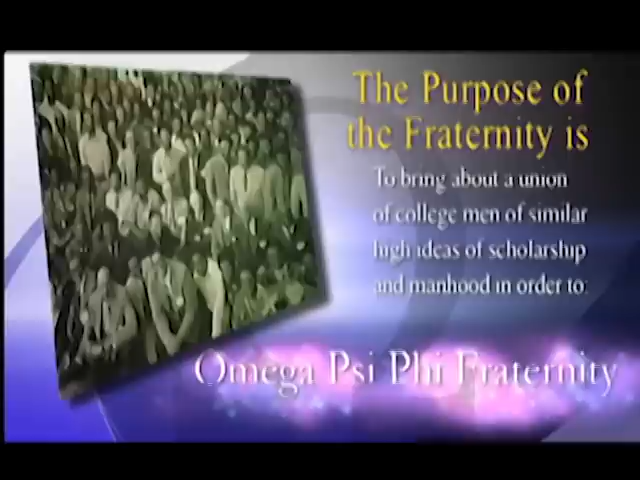 The Purpose of
the Fraternity is
To bring about a union
of college men of similar
high ideas of scholarship
and manhood in order to:
Omega Psi Phi Fraternity